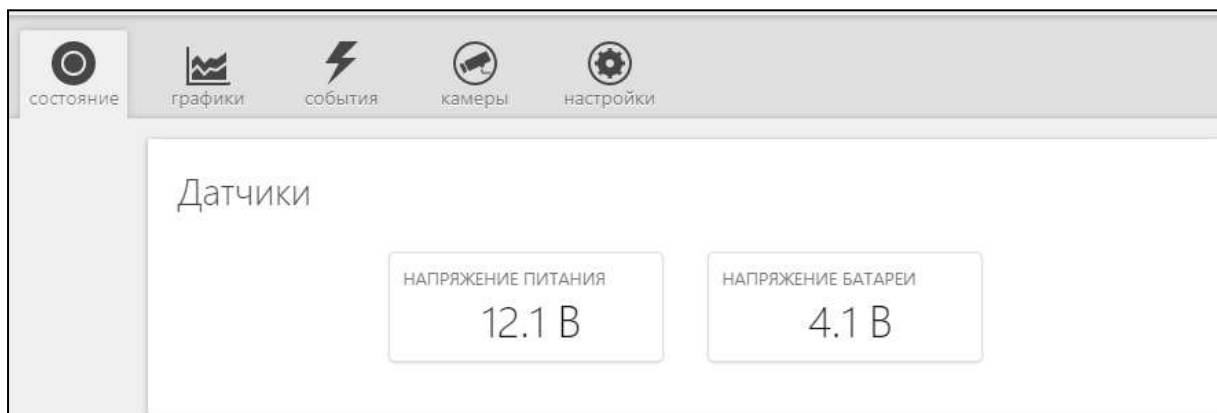 состояние графики события камеры настройки
Датчики
НАПРЯЖЕНИЕ ПИТАНИЯ НАПРЯЖЕНИЕ БАТАРЕИ
12.1 В 4.1 В